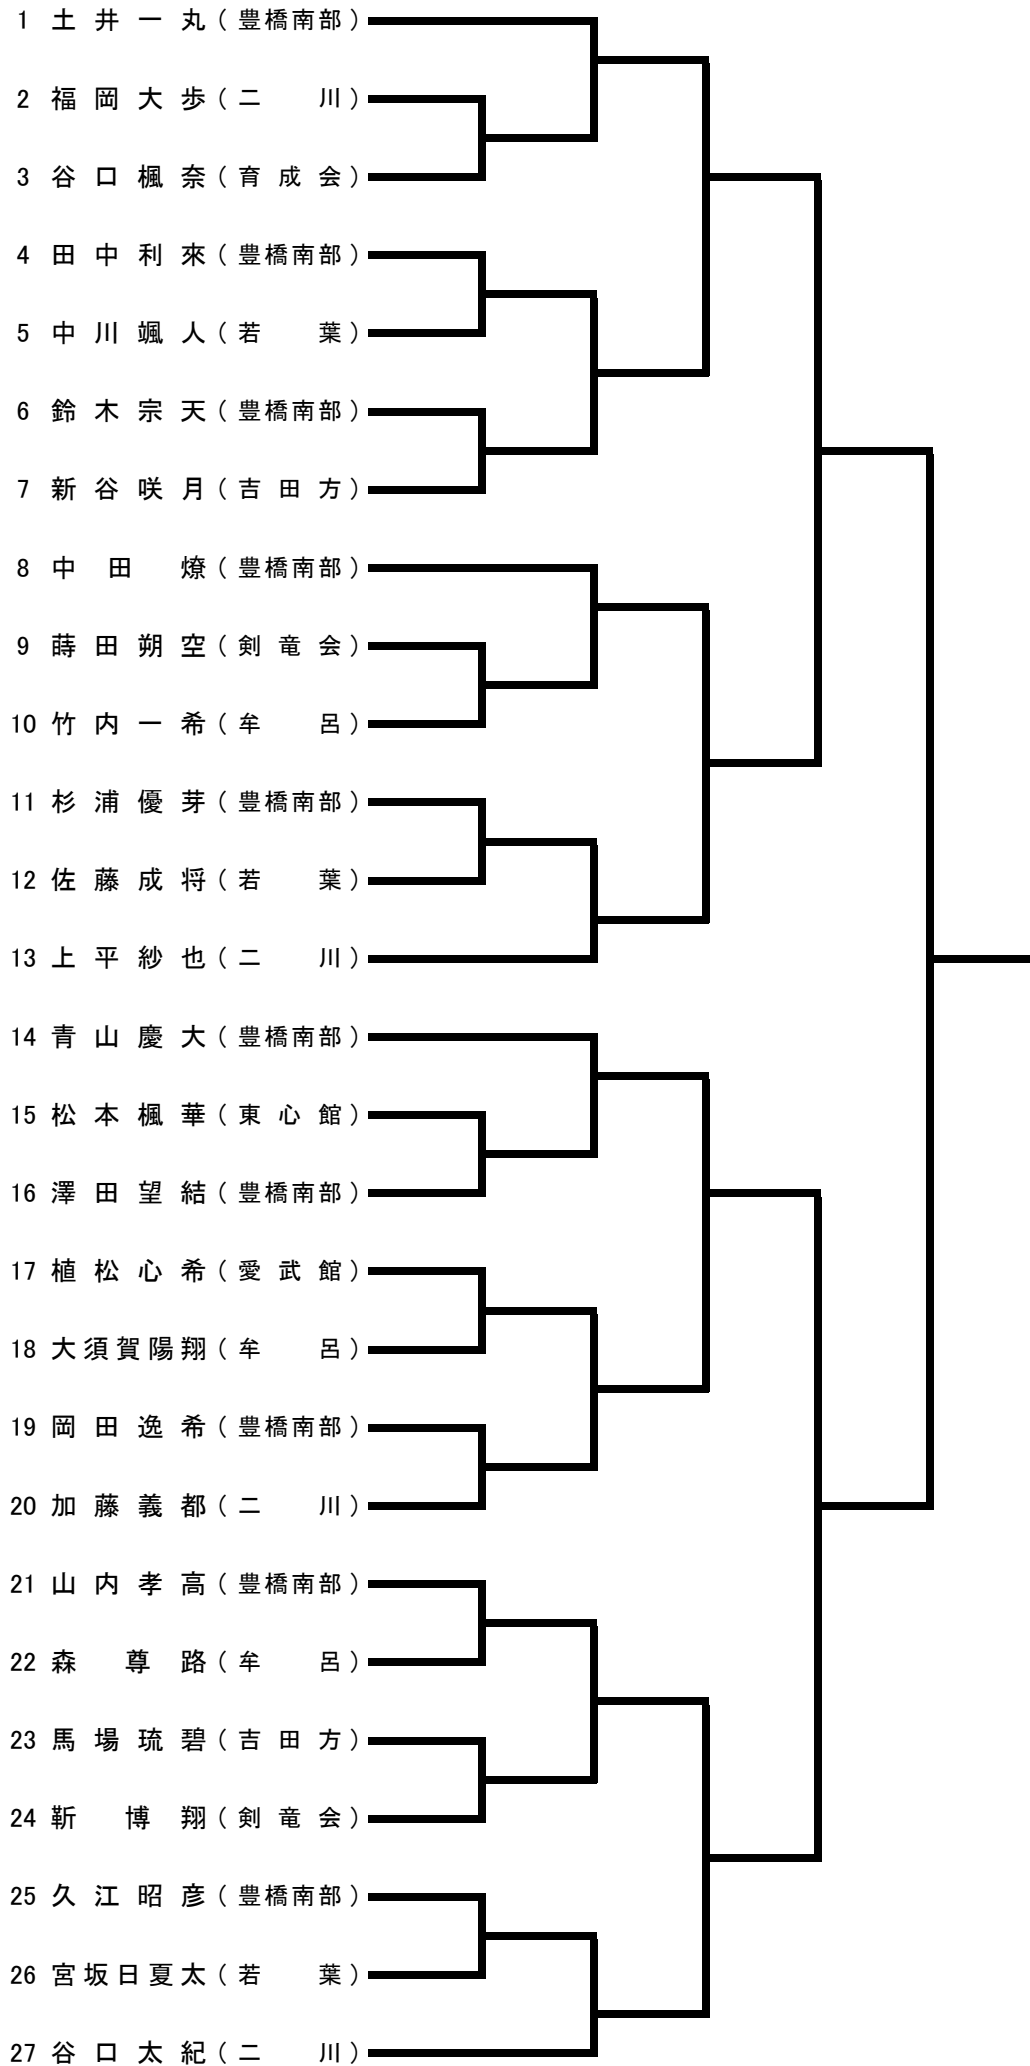 1 土井一丸(豊橋南部)
2 福岡大歩(二川)
3 谷口楓奈(育成会)
4 田中利來(豊橋南部)
5 中川颯人(若葉)
6 鈴木宗天(豊橋南部)
7 新谷咲月(吉田方)
8 中田燎(豊橋南部)
9 蒔田朔空(剣竜会)
10 竹内一希(牟呂)
11 杉浦優芽(豊橋南部)
12 佐藤成将(若葉)
13 上平紗也(二川)
14 青山慶大(豊橋南部)
15 松本楓華(東心館)
16 澤田望結(豊橋南部)
17 植松心希(愛武館)
18 大須賀陽翔(牟呂)
19 岡田逸希(豊橋南部)
20 加藤義都(二川)
21 山内孝高(豊橋南部)
22 森尊路(牟呂)
23 馬場琉碧(吉田方)
24 靳博翔(剣竜会)
25 久江昭彦(豊橋南部)
26 宮坂日夏太(若葉)
27 谷口太紀(二川)